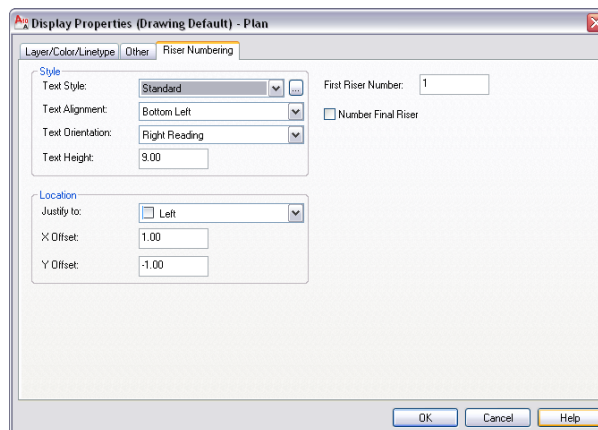 Display Properties (Drawing Default) - Plan
Layer/Color/Linetype Other Riser Numbering
Style
Text Style: Standard ...
First Riser Number: 1
Text Alignment: Bottom Left
Number Final Riser
Text Orientation: Right Reading
Text Height: 9.00
Location
Justify to: Left
X Offset: 1.00
Y Offset: -1.00
OK Cancel Help